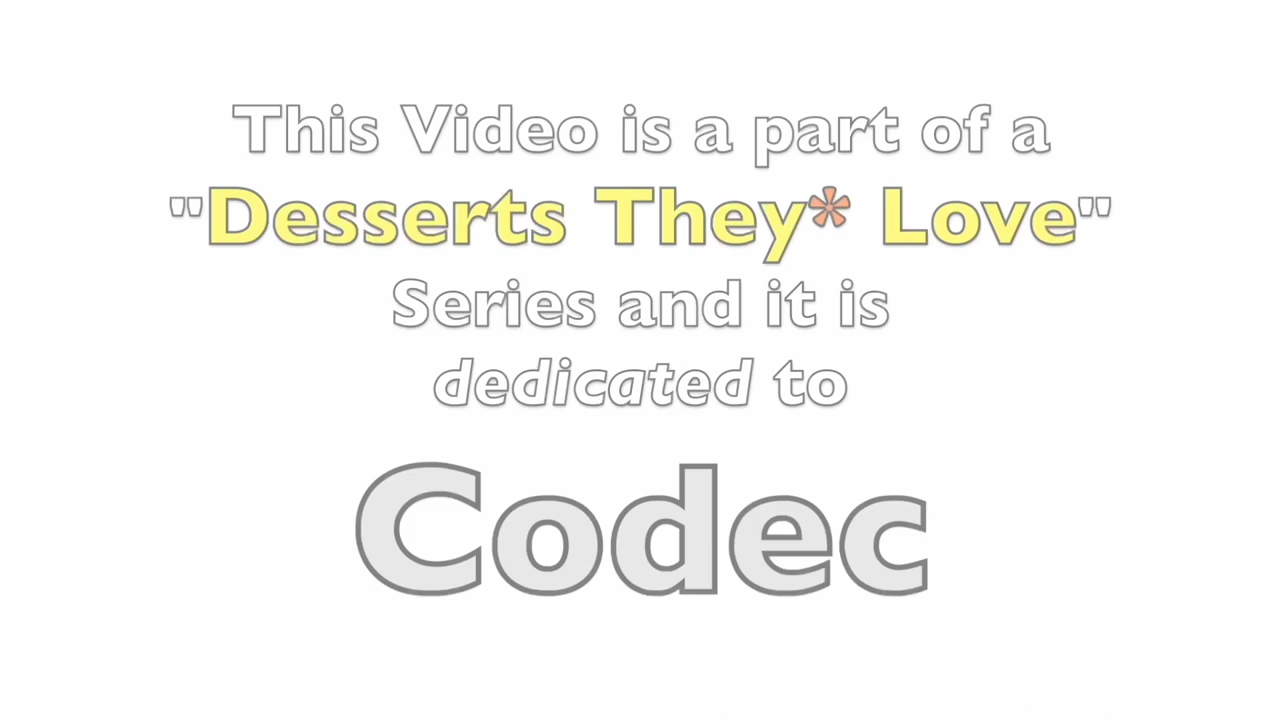 This Video is a part of a
"Desserts They* Love"
Series and it is
dedicated to
Codec